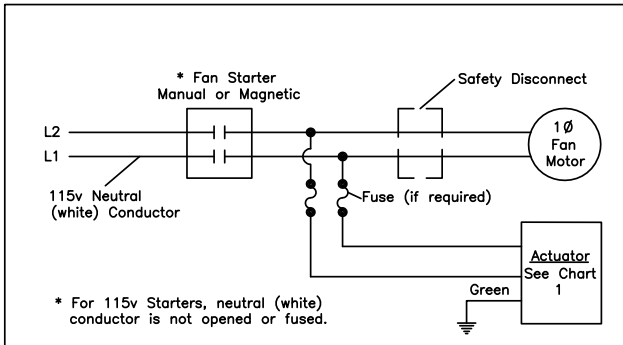 * Fan Starter
Manual or Magnetic
Safety Disconnect
L2
L1
1Ø
Fan
Motor
115v Neutral
(white) Conductor
Fuse (if required)
Actuator
See Chart
1
Green
* For 115v Starters, neutral (white)
conductor is not opened or fused.